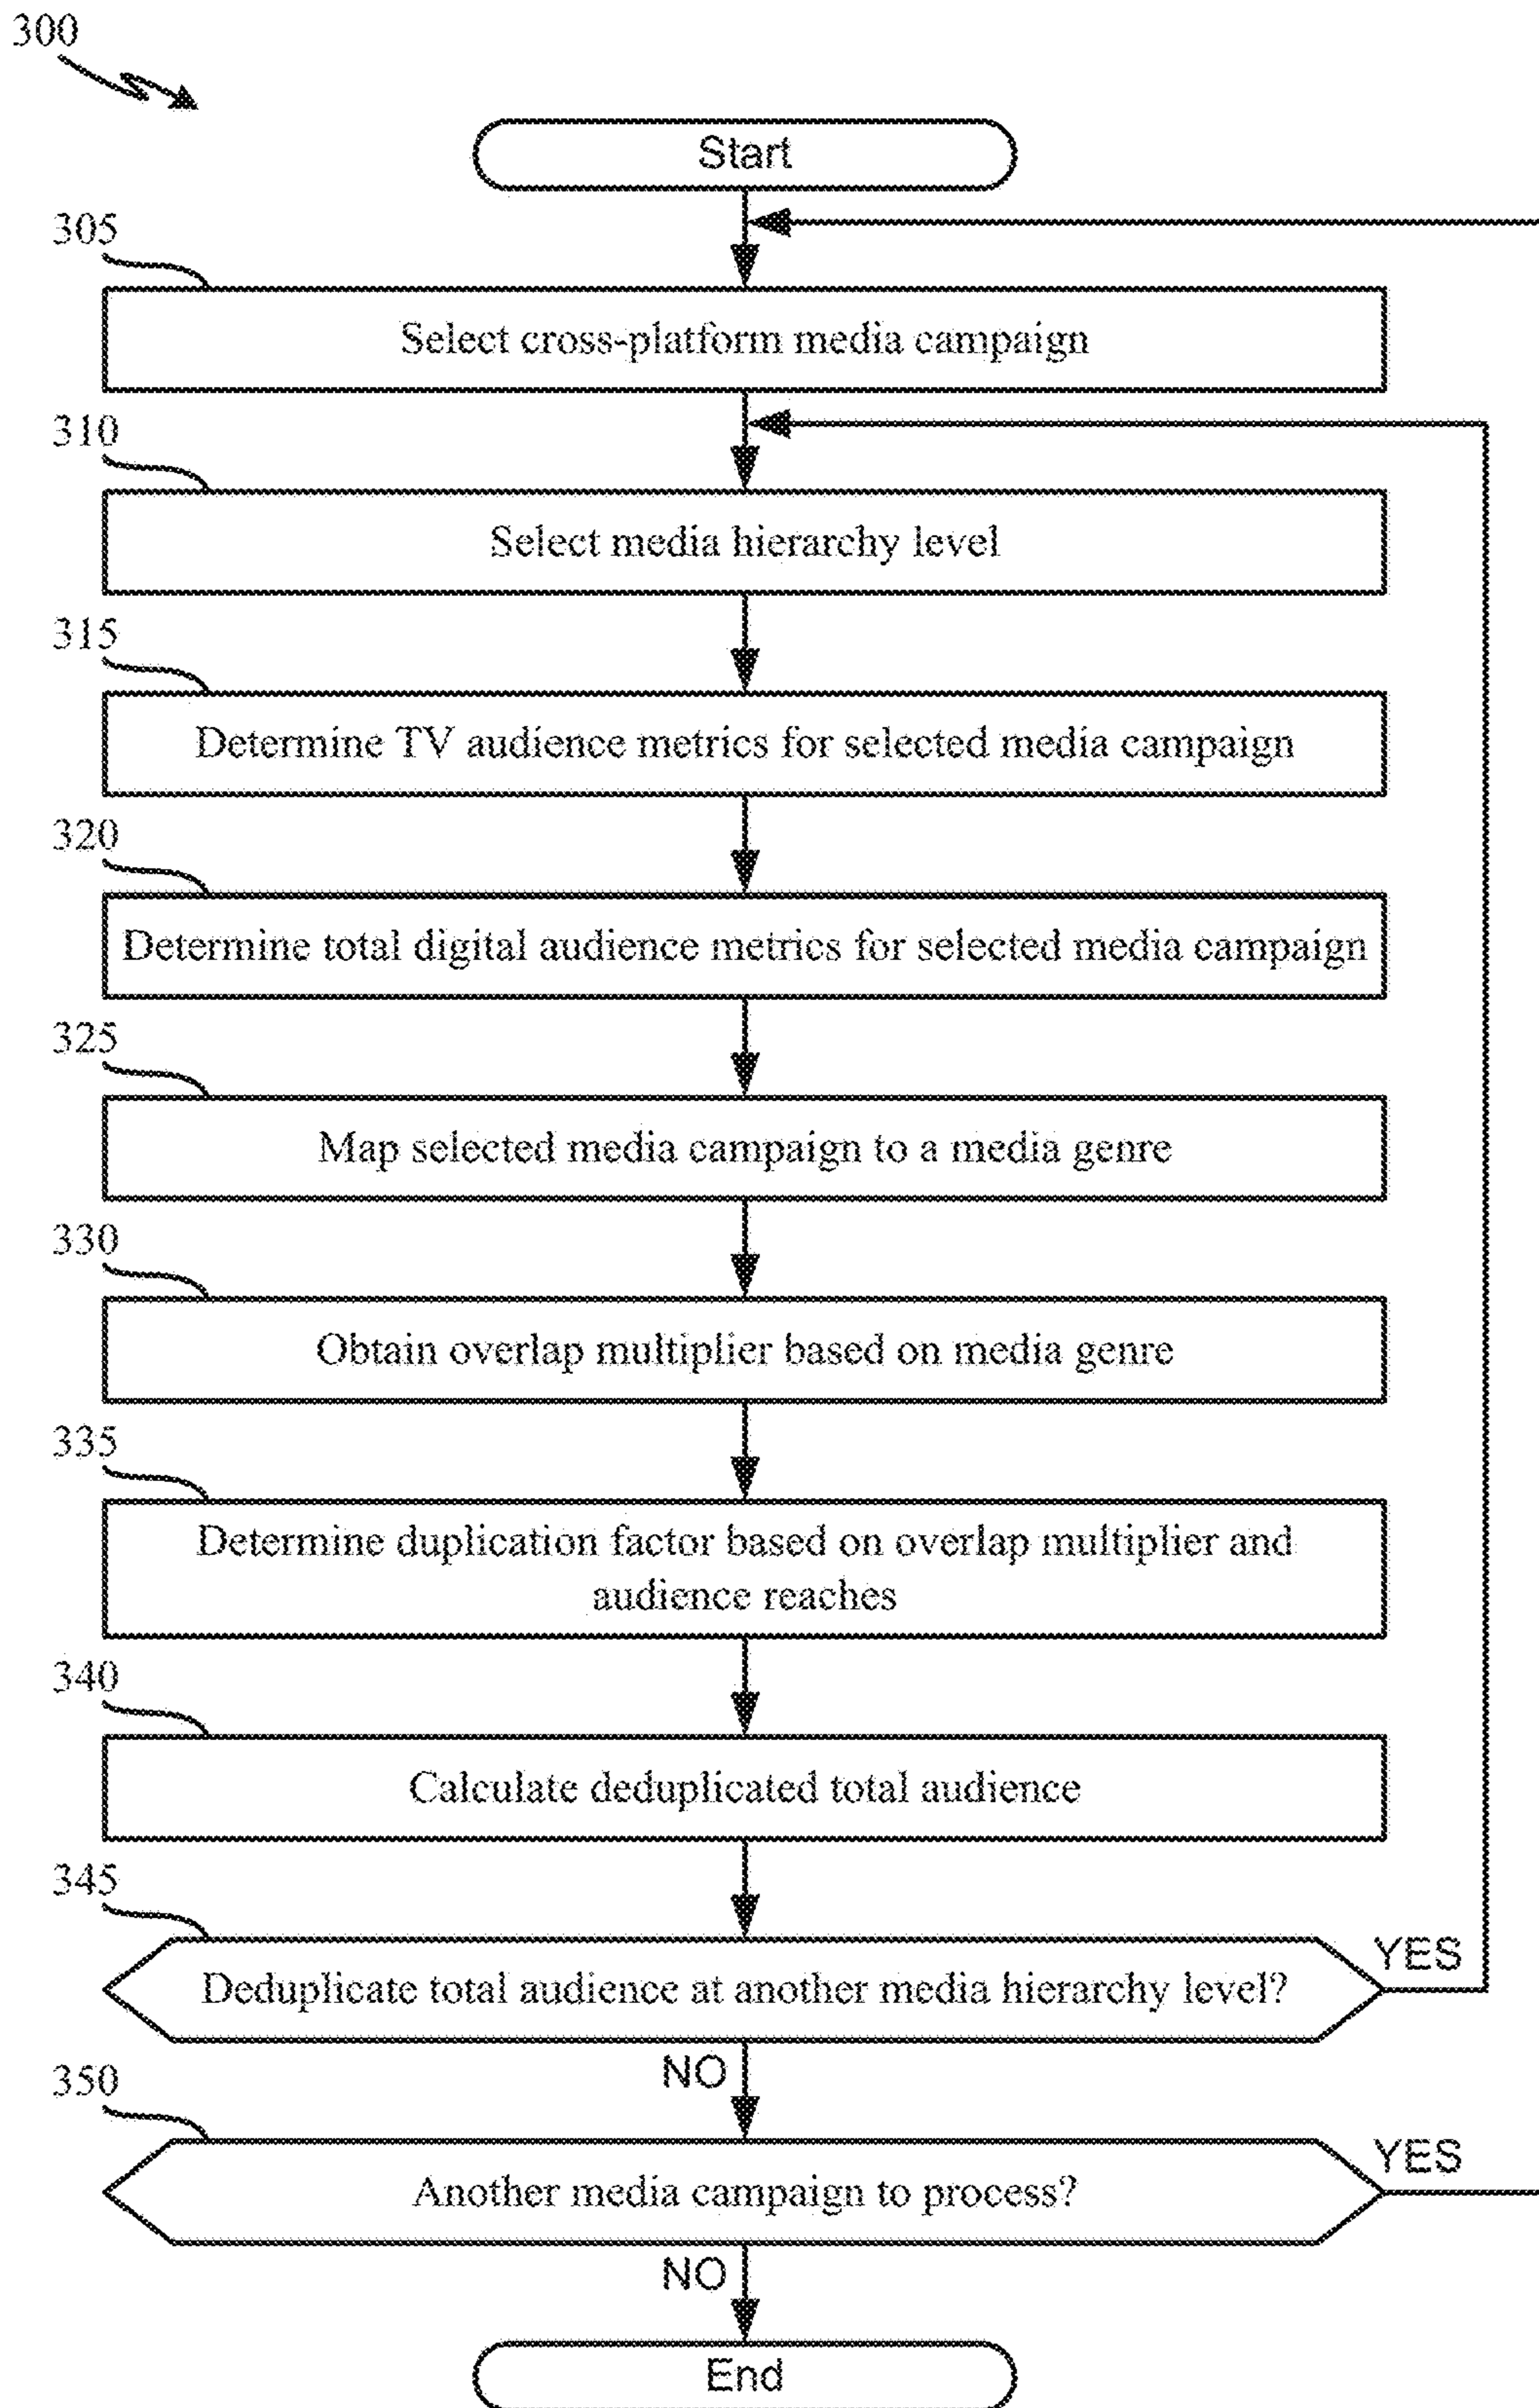 300
Start
305
Select cross-platform media campaign
310
Select media hierarchy level
315
Determine TV audience metrics for selected media campaign
320
Determine total digital audience metrics for selected media campaign
325
Map selected media campaign to a media genre
330
Obtain overlap multiplier based on media genre
335
Determine duplication factor based on overlap multiplier and
audience reaches
340
Calculate deduplicated total audience
345
Deduplicate total audience at another media hierarchy level?
YES
NO
350
Another media campaign to process?
YES
NO
End